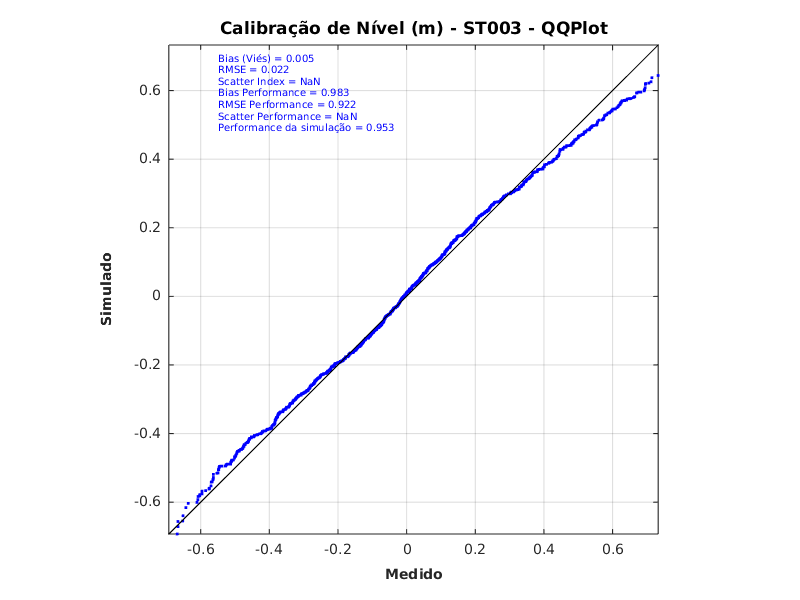 Calibração de Nível (m) - ST003 - QQPlot
Bias (Viés) = 0.005
RMSE = 0.022
Scatter Index = NaN
Bias Performance = 0.983
RMSE Performance = 0.922
Scatter Performance = NaN
Performance da simulação = 0.953
0.6
0.4
0.2
0
-0.2
-0.4
-0.6
Simulado
-0.6 -0.4 -0.2 0 0.2 0.4 0.6
Medido